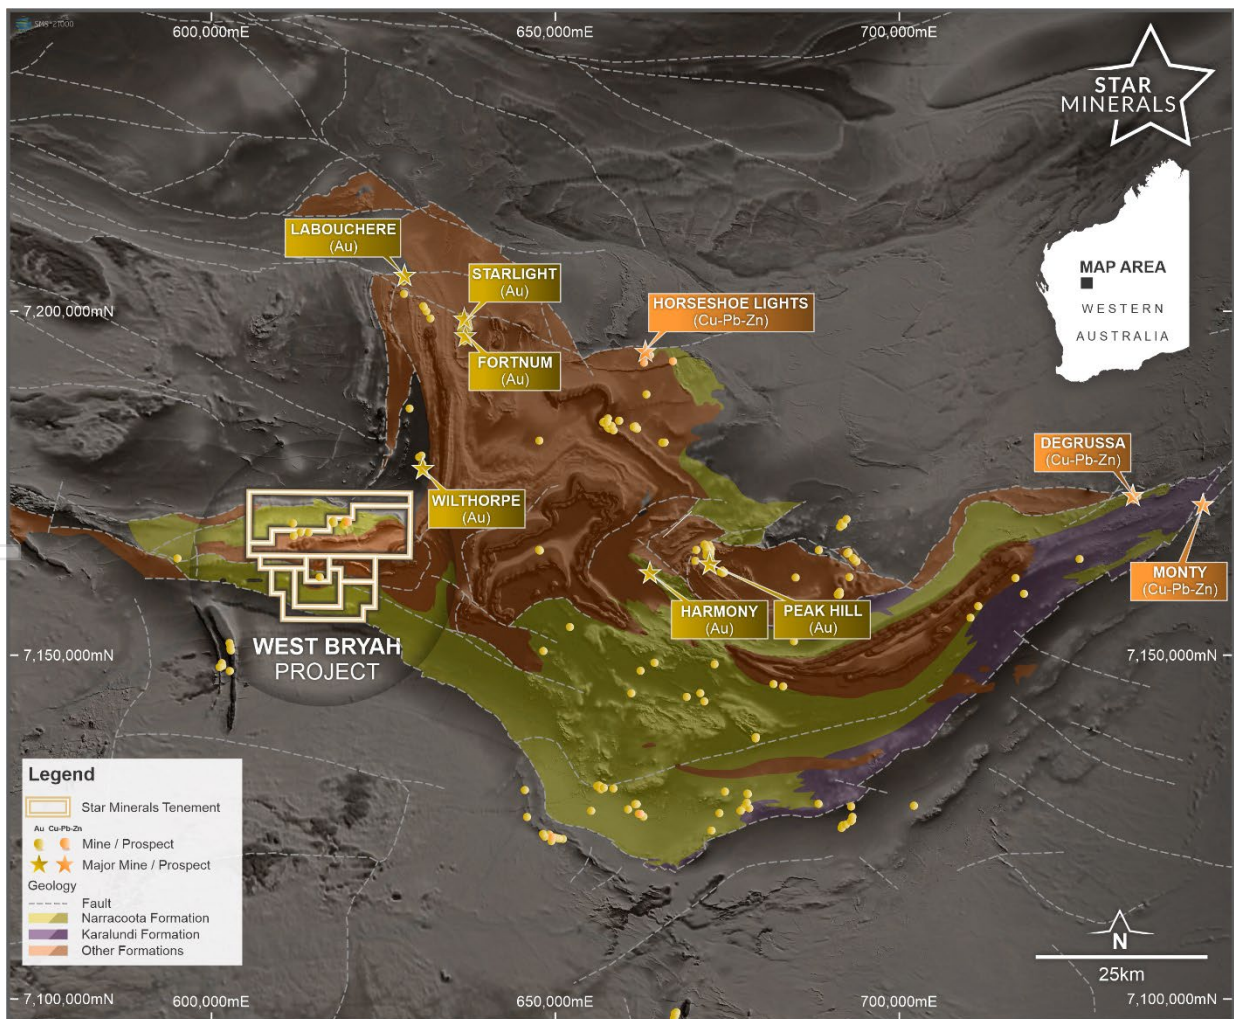 SMS-27000
600,000mE
650,000mE
700,000mE
STAR
MINERALS
LABOUCHERE
(Au)
STARLIGHT
(Au)
MAP AREA
WESTERN
AUSTRALIA
7,200,000mN
HORSESHOE LIGHTS
(Cu-Pb-Zn)
FORTNUM
(Au)
DEGRUSSA
(Cu-Pb-Zn)
WILTHORPE
(Au)
MONTY
(Cu-Pb-Zn)
HARMONY
(Au)
PEAK HILL
(Au)
WEST BRYAH
PROJECT
7,150,000mN
7,150,000mN
Legend
Star Minerals Tenement
Au Cu-Pb-Zn
Mine / Prospect
Major Mine / Prospect
Geology
Fault
Narracoota Formation
Karalundi Formation
Other Formations
N
25km
7,100,000mN
600,000mE
650,000mE
700,000mE
7,100,000mN